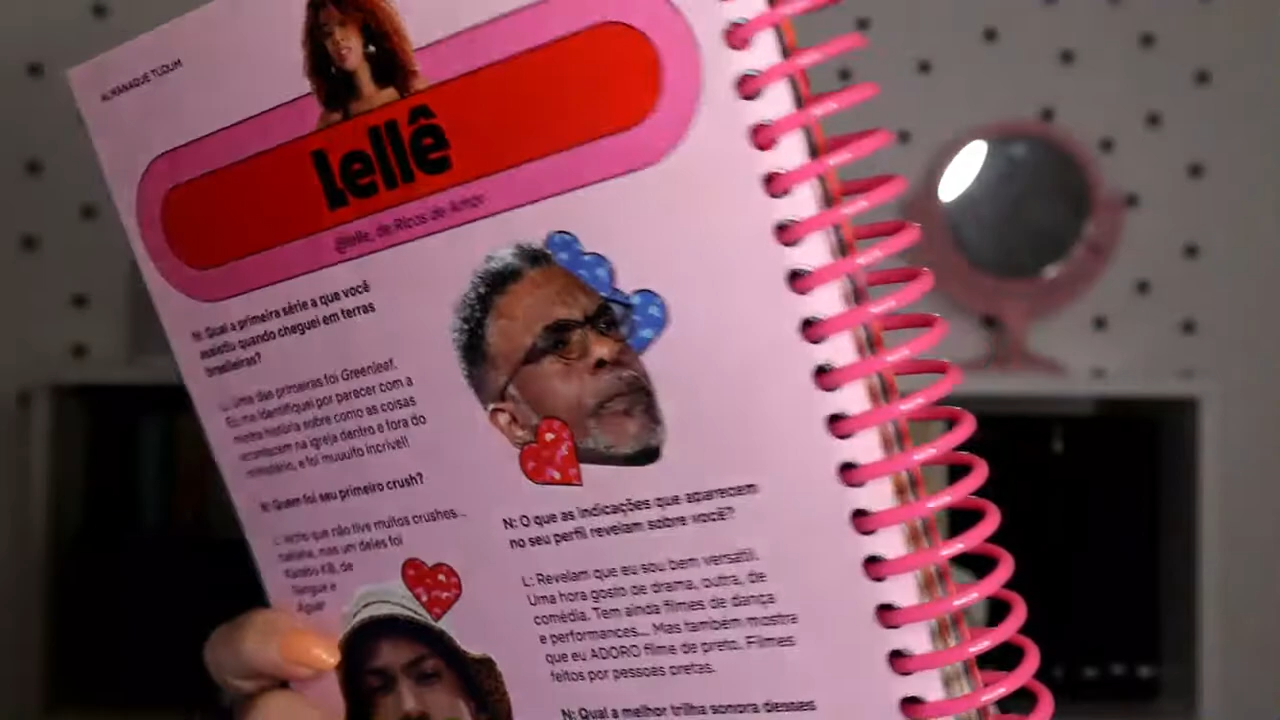 ALMANAQUE TUDUM
lellê
@lelle, de Ricos de Amor
N: Qual a primeira série a que você
assistiu quando cheguei em terras
brasileiras?
L: Uma das primeiras foi Greenleaf.
Eu me identifiquei por parecer com a
minha história sobre como as coisas
acontecem na igreja dentro e fora do
ministério, e foi muuuito incrível!
N: Quem foi seu primeiro crush?
L: Acho que não tive muitos crushes...
mas um deles foi
de
Sangue e
Água!
N: O que as indicações que aparecem
no seu perfil revelam sobre você?
L: Revelam que eu sou bem versátil.
Uma hora gosto de drama, outra, de
comédia. Tem ainda filmes de dança
e performances... Mas também mostra
que eu ADORO filme de preto. Filmes
feitos por pessoas pretas.
N: Qual a melhor trilha sonora desses